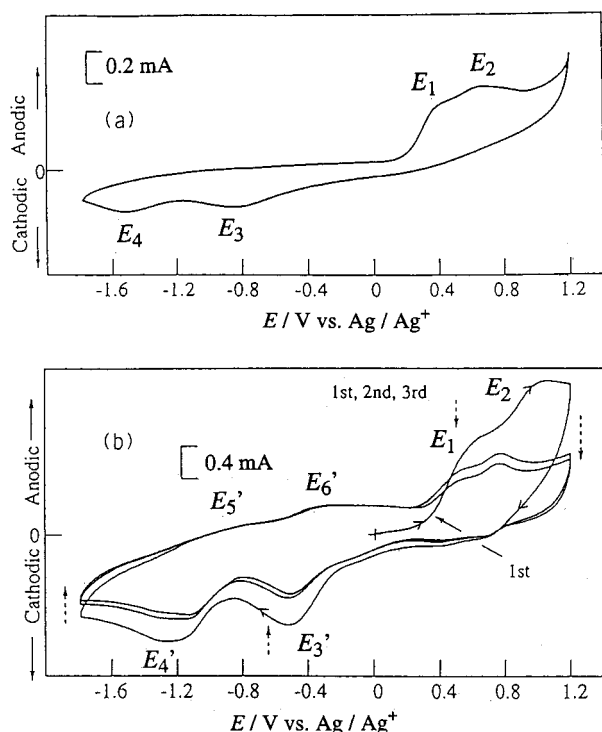 0.2 mA
E1
E2
(a)
Anodic
0
Cathodic
E4
E3
-1.6 -1.2 -0.8 -0.4 0 0.4 0.8 1.2
E / V vs. Ag / Ag+
1st, 2nd, 3rd
E2
(b)
E1
0.4 mA
E5'
E6'
Anodic
0
Cathodic
1st
E4'
E3'
-1.6 -1.2 -0.8 -0.4 0 0.4 0.8 1.2
E / V vs. Ag / Ag+